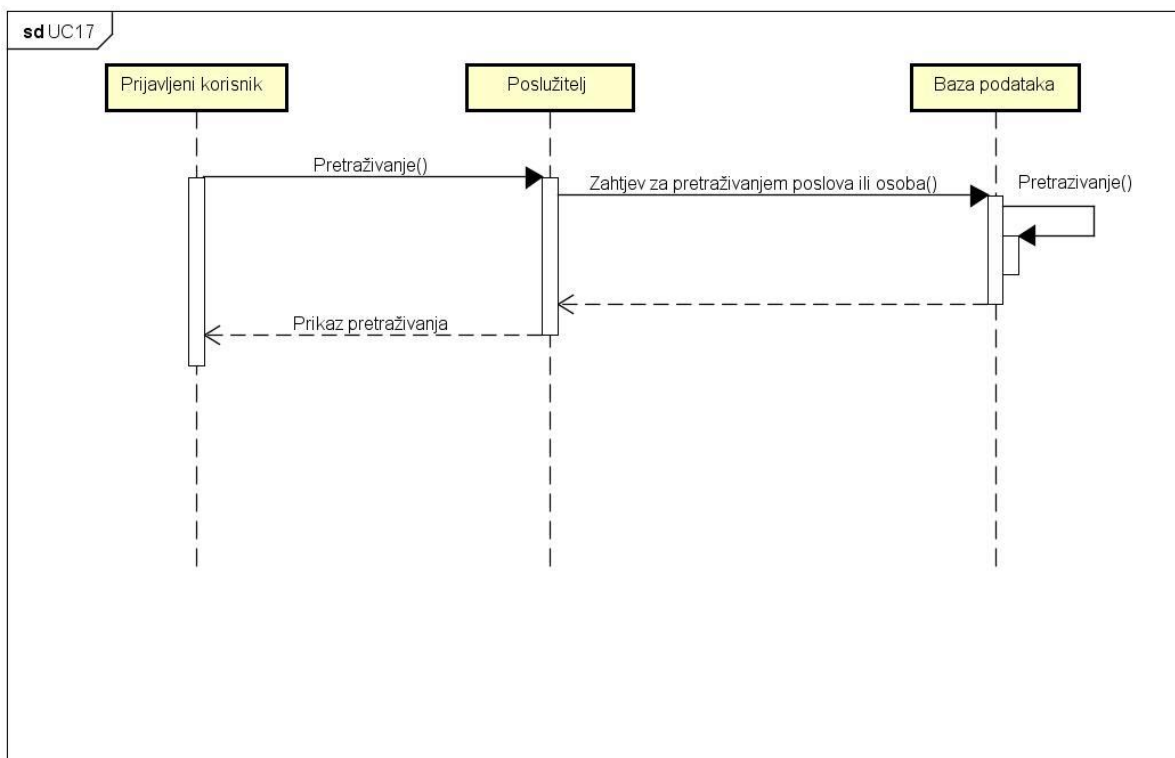 sd UC17
Prijavljeni korisnik
Poslužitelj
Baza podataka
Pretraživanje()
Zahtjev za pretraživanjem poslova ili osoba()
Pretrazivanje()
Prikaz pretraživanja